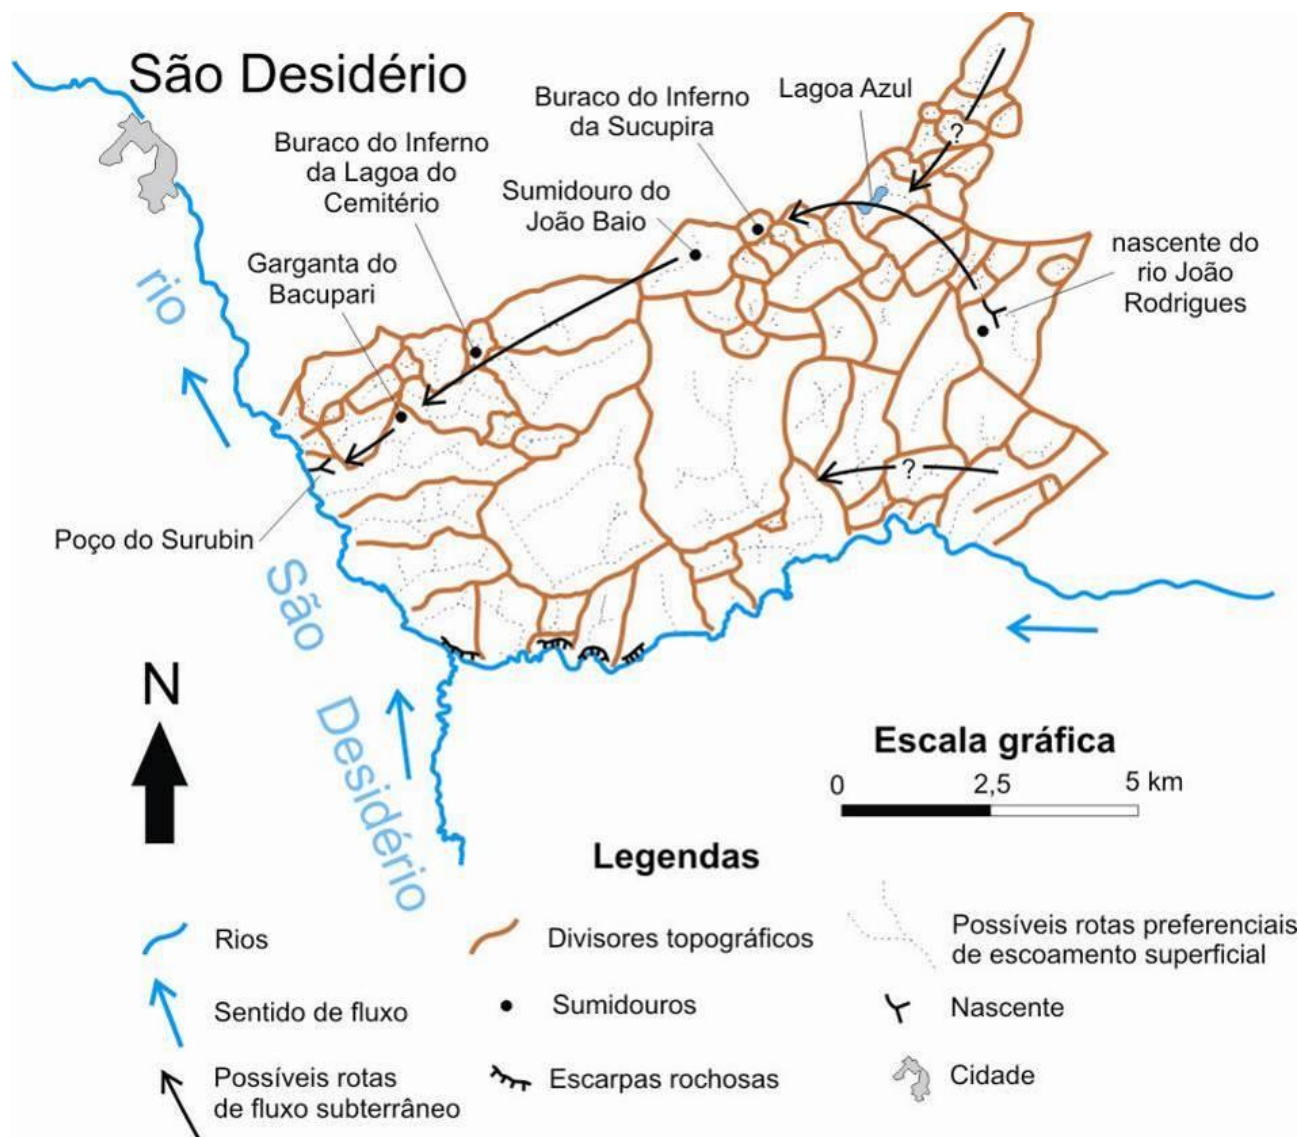 São Desidério
Buraco do Inferno
da Lagoa do
Cemitério
Garganta do
Bacupari
Sumidouro do
João Baio
Buraco do Inferno
da Sucupira
Lagoa Azul
?
nascente do
rio João
Rodrigues
?
Poço do Surubin
rio
São
Desidério
N
Escala gráfica
0 2,5 5 km
Legendas
Rios
Sentido de fluxo
Possíveis rotas
de fluxo subterrâneo
Divisores topográficos
Sumidouros
Escarpas rochosas
Possíveis rotas preferenciais
de escoamento superficial
Nascente
Cidade